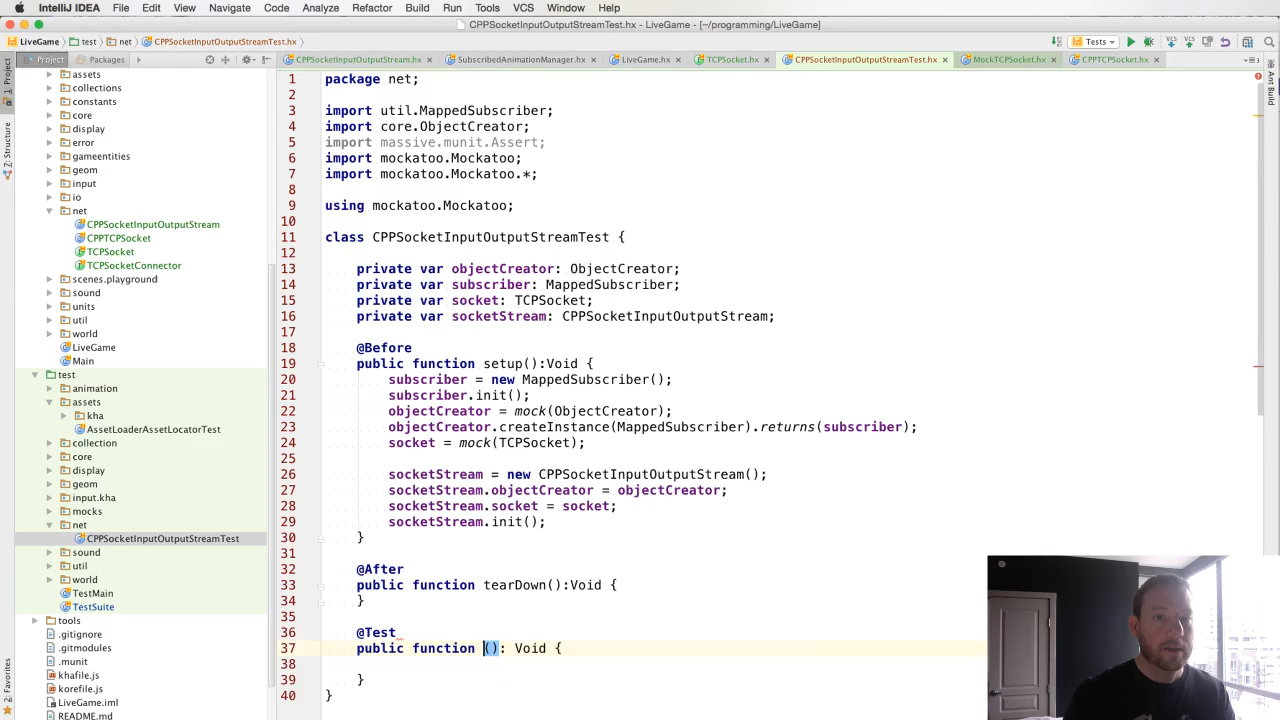 IntelliJ IDEA File Edit View Navigate Code Analyze Refactor Build Run Tools VCS Window Help
CPPSocketInputOutputStreamTest.hx - LiveGame - [~/programming/LiveGame]
LiveGame test net CPPSocketInputOutputStreamTest.hx Tests
Project Packages CPPSocketInputOutputStream.hx SubscribedAnimationManager.hx LiveGame.hx TCPSocket.hx CPPSocketInputOutputStreamTest.hx MockTCPSocket.hx CPPTCPSocket.hx
1: Project
7: Structure
2: Favorites
Ant Build
assets
collections
constants
core
display
error
gameentities
geom
input
io
net
CPPSocketInputOutputStream
CPPTCPSocket
TCPSocket
TCPSocketConnector
scenes.playground
sound
units
util
world
LiveGame
Main
test
animation
assets
kha
AssetLoaderAssetLocatorTest
collection
core
display
geom
input.kha
mocks
net
CPPSocketInputOutputStreamTest
sound
util
world
TestMain
TestSuite
tools
.gitignore
.gitmodules
.munit
khafile.js
korefile.js
LiveGame.iml
README.md
1 package net;
2
3 import util.MappedSubscriber;
4 import core.ObjectCreator;
5 import massive.munit.Assert;
6 import mockatoo.Mockatoo;
7 import mockatoo.Mockatoo.*;
8
9 using mockatoo.Mockatoo;
10
11 class CPPSocketInputOutputStreamTest {
12
13 private var objectCreator: ObjectCreator;
14 private var subscriber: MappedSubscriber;
15 private var socket: TCPSocket;
16 private var socketStream: CPPSocketInputOutputStream;
17
18 @Before
19 public function setup():Void {
20 subscriber = new MappedSubscriber();
21 subscriber.init();
22 objectCreator = mock(ObjectCreator);
23 objectCreator.createInstance(MappedSubscriber).returns(subscriber);
24 socket = mock(TCPSocket);
25
26 socketStream = new CPPSocketInputOutputStream();
27 socketStream.objectCreator = objectCreator;
28 socketStream.socket = socket;
29 socketStream.init();
30 }
31
32 @After
33 public function tearDown():Void {
34 }
35
36 @Test
37 public function (): Void {
38
39 }
40 }